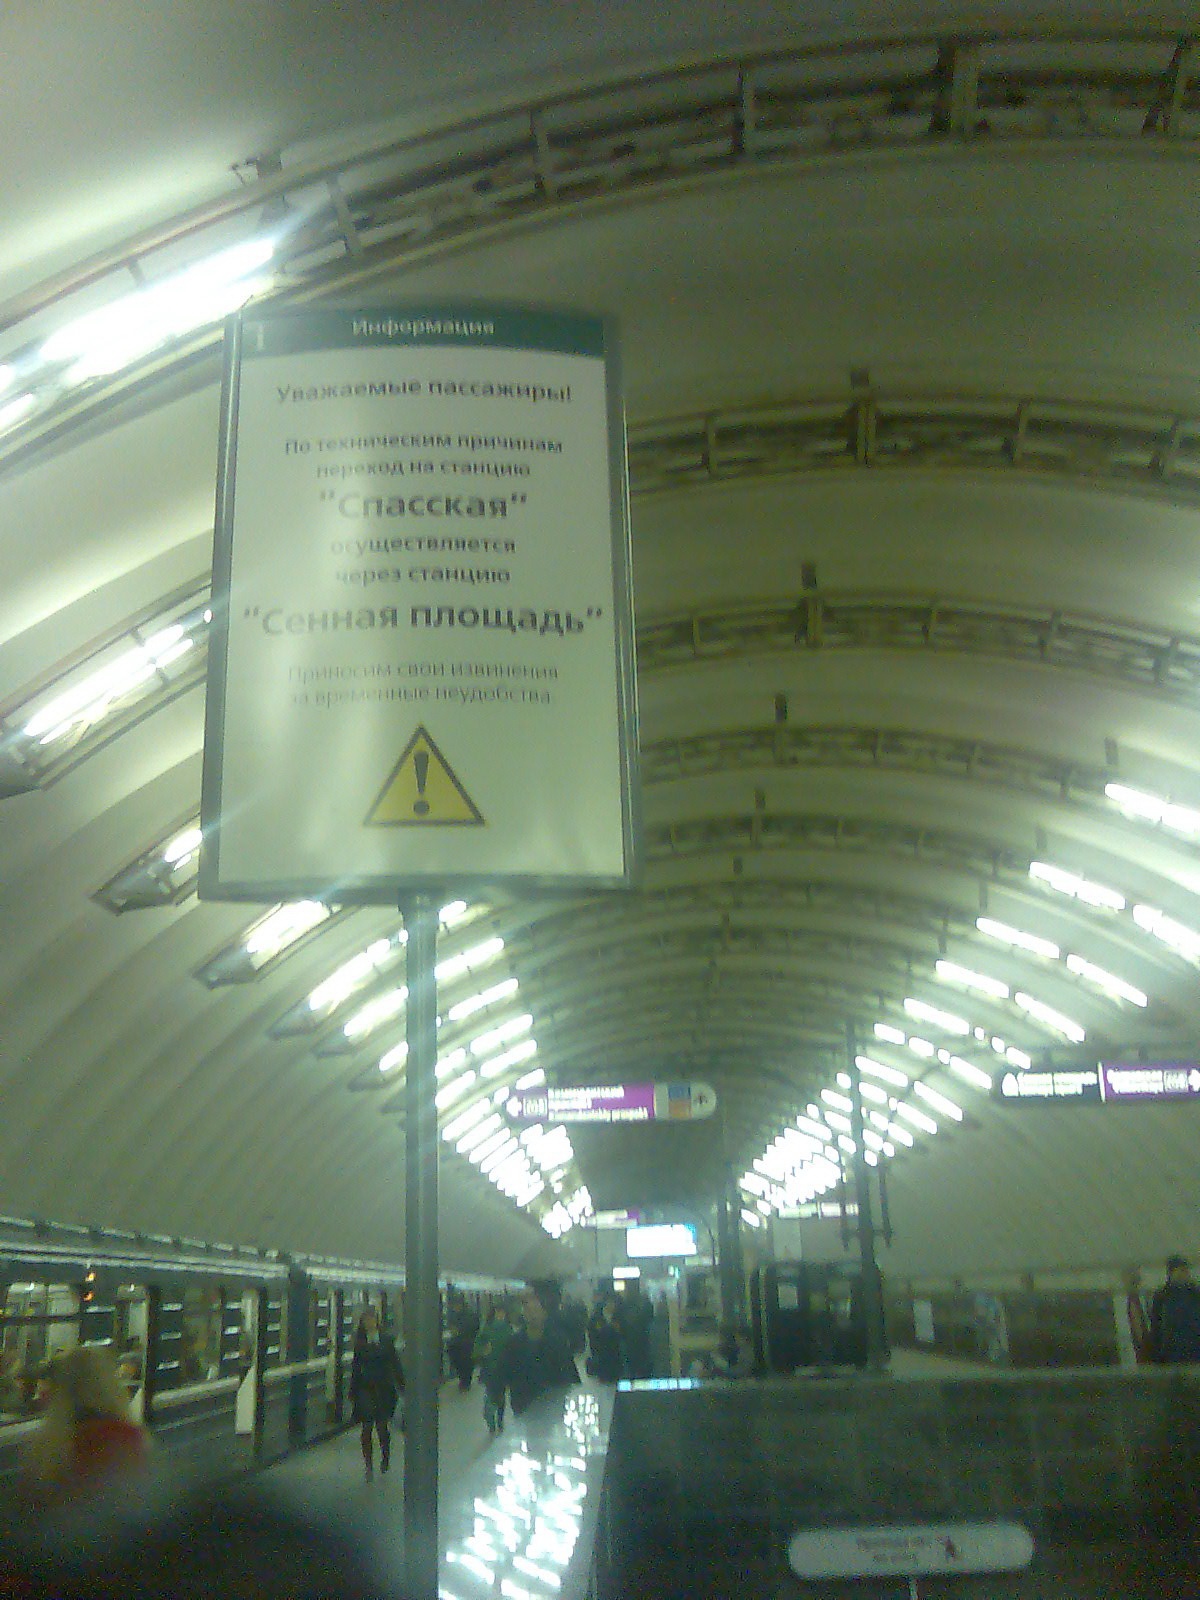 Информация
Уважаемые пассажиры!
По техническим причинам
переход на станцию
"Спасская"
осуществляется
через станцию
"Сенная площадь"
Приносим свои извинения
за временные неудобства.